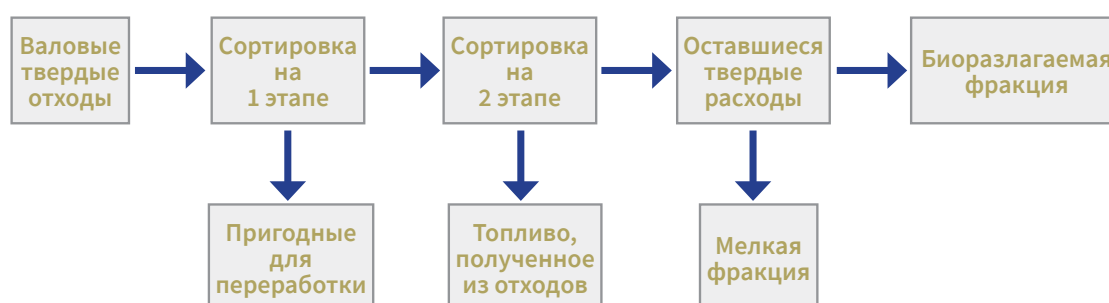 Валовые
твердые
отходы
Сортировка
на
1 этапе
Сортировка
на
2 этапе
Оставшиеся
твердые
расходы
Биоразлагаемая
фракция
Пригодные
для
переработки
Топливо,
полученное
из отходов
Мелкая
фракция